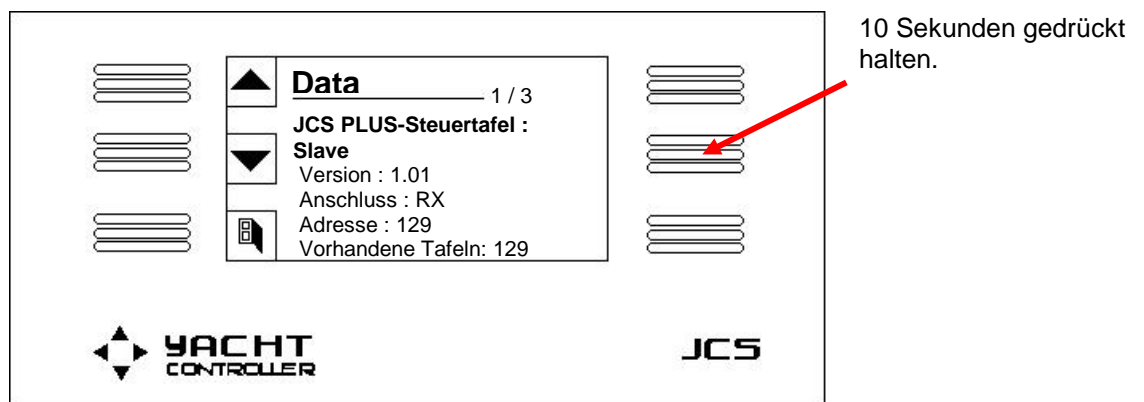 10 Sekunden gedrückt
halten.
Data
1 / 3
JCS PLUS-Steuertafel :
Slave
Version : 1.01
Anschluss : RX
Adresse : 129
Vorhandene Tafeln: 129
YACHT
CONTROLLER
JCS